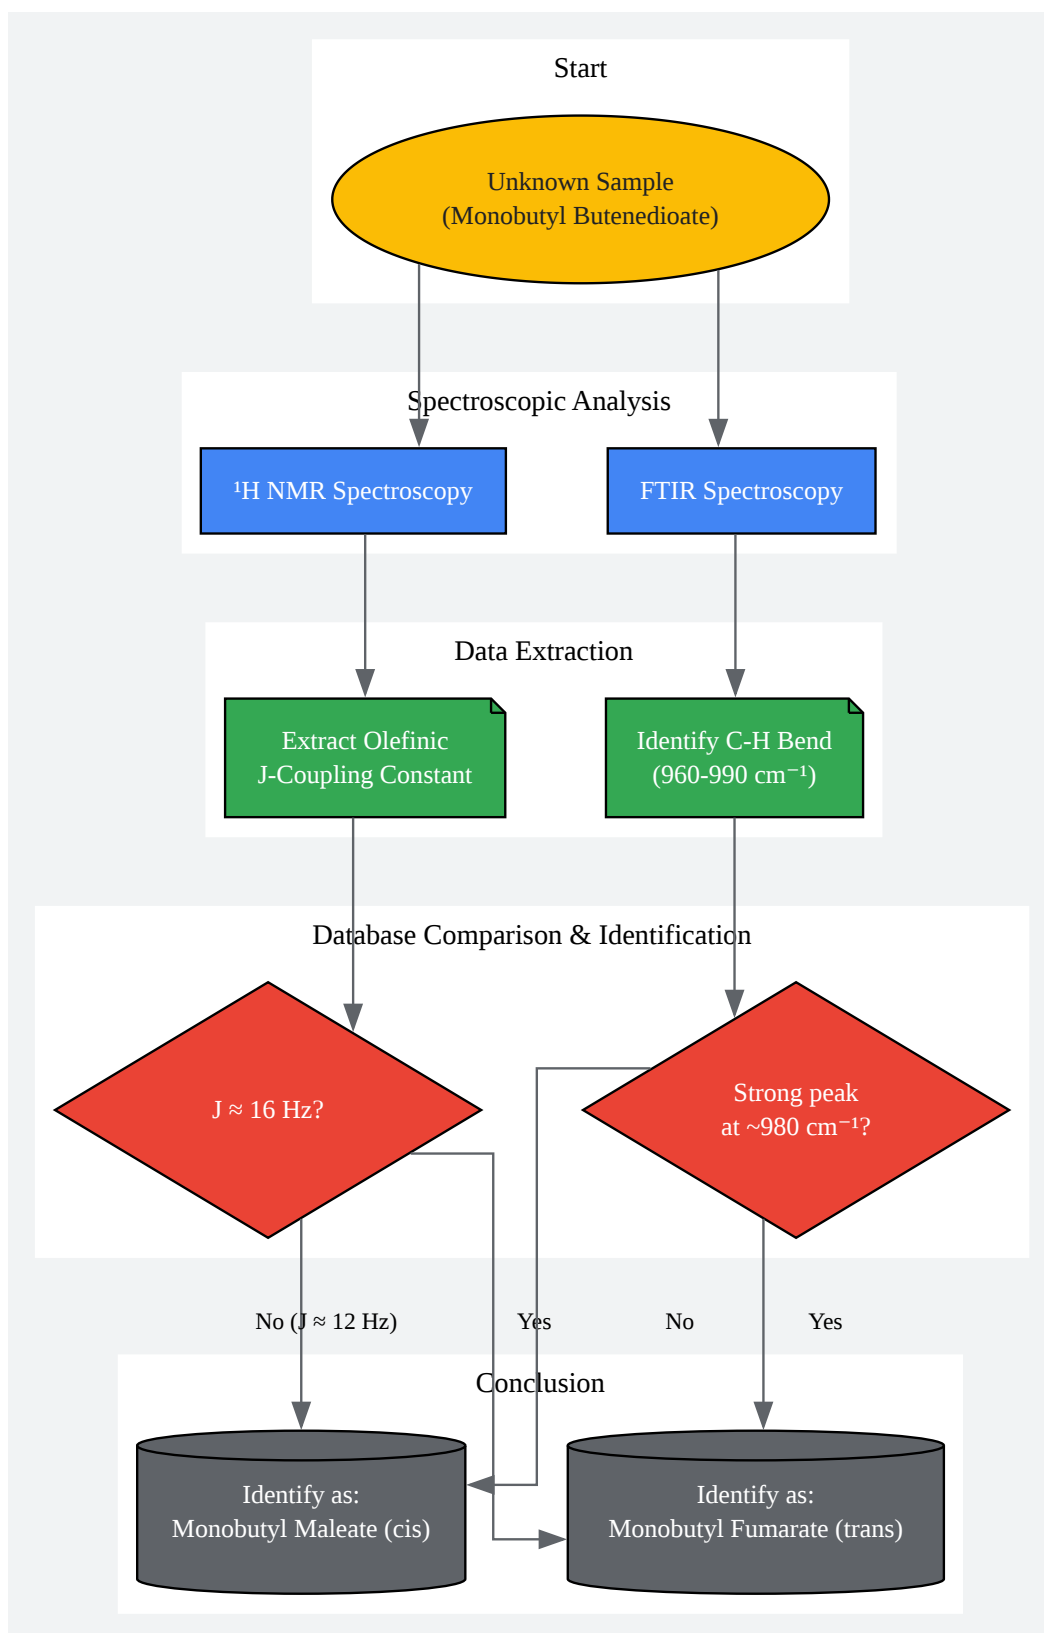 Start
Unknown Sample
(Monobutyl Butenedioate)
Spectroscopic Analysis
¹H NMR Spectroscopy
FTIR Spectroscopy
Data Extraction
Extract Olefinic
J-Coupling Constant
Identify C-H Bend
(960-990 cm⁻¹)
Database Comparison & Identification
J ≈ 16 Hz?
Strong peak
at ~980 cm⁻¹?
No (J ≈ 12 Hz)
Yes
No
Yes
Conclusion
Identify as:
Monobutyl Maleate (cis)
Identify as:
Monobutyl Fumarate (trans)